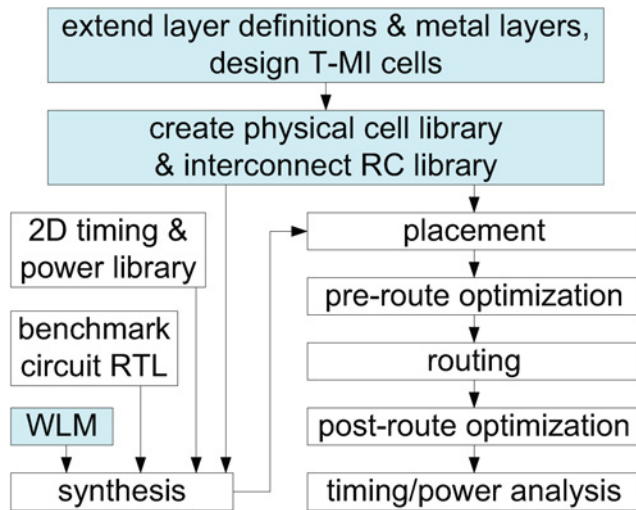 extend layer definitions & metal layers,
design T-MI cells
create physical cell library
& interconnect RC library
2D timing &
power library
benchmark
circuit RTL
WLM
synthesis
placement
pre-route optimization
routing
post-route optimization
timing/power analysis